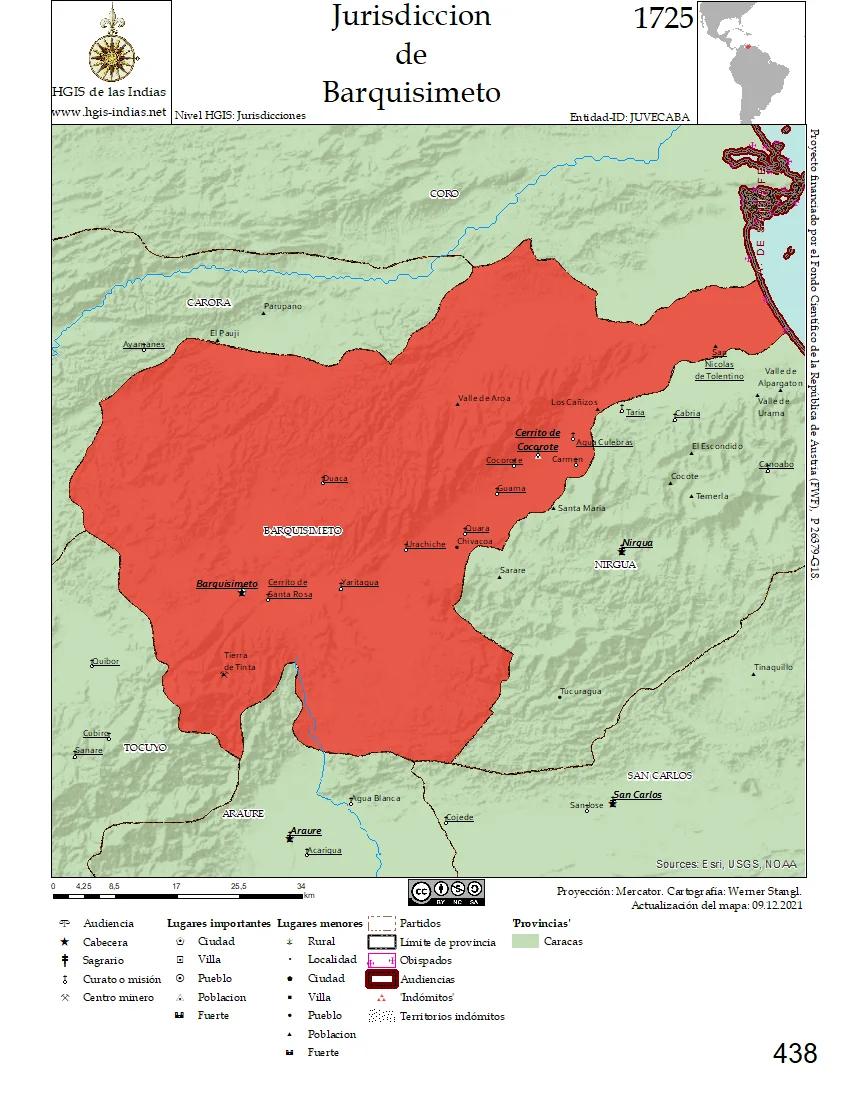 Jurisdiccion
de
Barquisimeto
1725
HGIS de las Indias
www.hgis-indias.net
Nivel HGIS: Jurisdicciones
Entidad-ID: JUVECABA
Proyecto financiado por el Fondo Científico de la República de Austria (FWF), P 26379-G18.
CORO
CARORA
Parupano
El Pauji
Ayamanes
San
Nicolas
de Tolentino
Valle de
Alpargaton
Valle de
Urama
Valle de Aroa
Los Cañizos
Taria
Cabria
Cerrito de
Cocorote
Agua Culebras
El Escondido
Cocorote
Carmen
Canoabo
Duaca
Guama
Cocote
Temerla
Santa Maria
BARQUISIMETO
Quara
Urachiche
Chivacoa
Nirgua
NIRGUA
Sarare
Barquisimeto
Cerrito de
Santa Rosa
Yaritagua
Quibor
Tierra
de Tinta
Tinaquillo
Tucuragua
Cubiro
Sanare
TOCUYO
SAN CARLOS
San Carlos
San Jose
Agua Blanca
ARAURE
Cojede
Araure
Acarigua
Sources: Esri, USGS, NOAA
0 4,25 8,5 17 25,5 34
km
CC BY NC SA
Proyección: Mercator. Cartografía: Werner Stangl.
Actualización del mapa: 09.12.2021
Audiencia
Cabecera
Sagrario
Curato o misión
Centro minero
Lugares importantes
Ciudad
Villa
Pueblo
Poblacion
Fuerte
Lugares menores
Rural
Localidad
Ciudad
Villa
Pueblo
Poblacion
Fuerte
Partidos
Límite de provincia
Obispados
Audiencias
'Indómitos'
Territorios indómitos
'Provincias'
Caracas
438